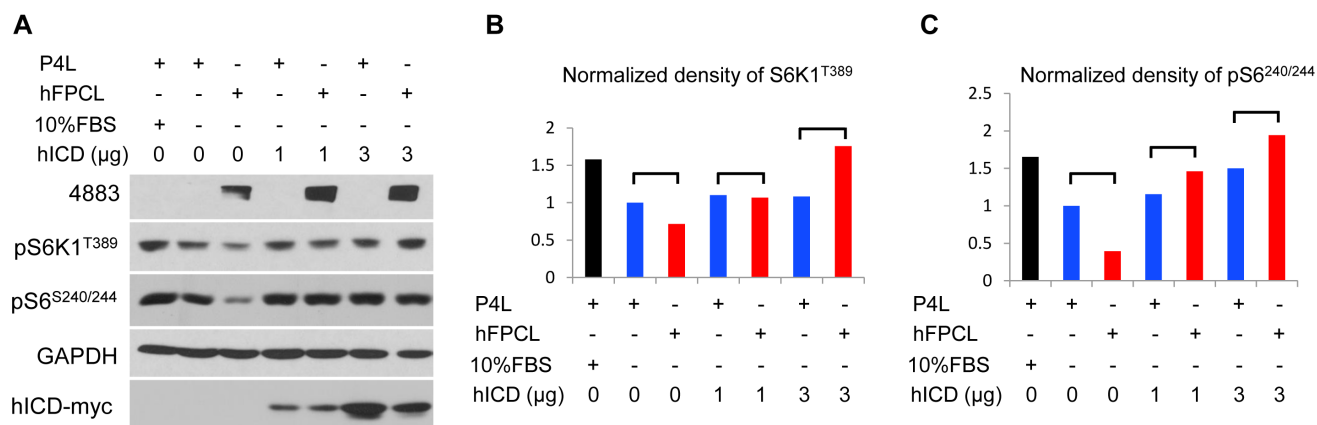 A
P4L + + - + - + -
hFPCL - - + - + - +
10%FBS + - - - - - -
hICD (µg) 0 0 0 1 1 3 3
4883
pS6K1T389
pS6S240/244
GAPDH
hICD-myc
B
Normalized density of S6K1T389
2
1.5
1
0.5
0
P4L + + - + - + -
hFPCL - - + - + - +
10%FBS + - - - - - -
hICD (µg) 0 0 0 1 1 3 3
C
Normalized density of pS6240/244
2.5
2
1.5
1
0.5
0
P4L + + - + - + -
hFPCL - - + - + - +
10%FBS + - - - - - -
hICD (µg) 0 0 0 1 1 3 3